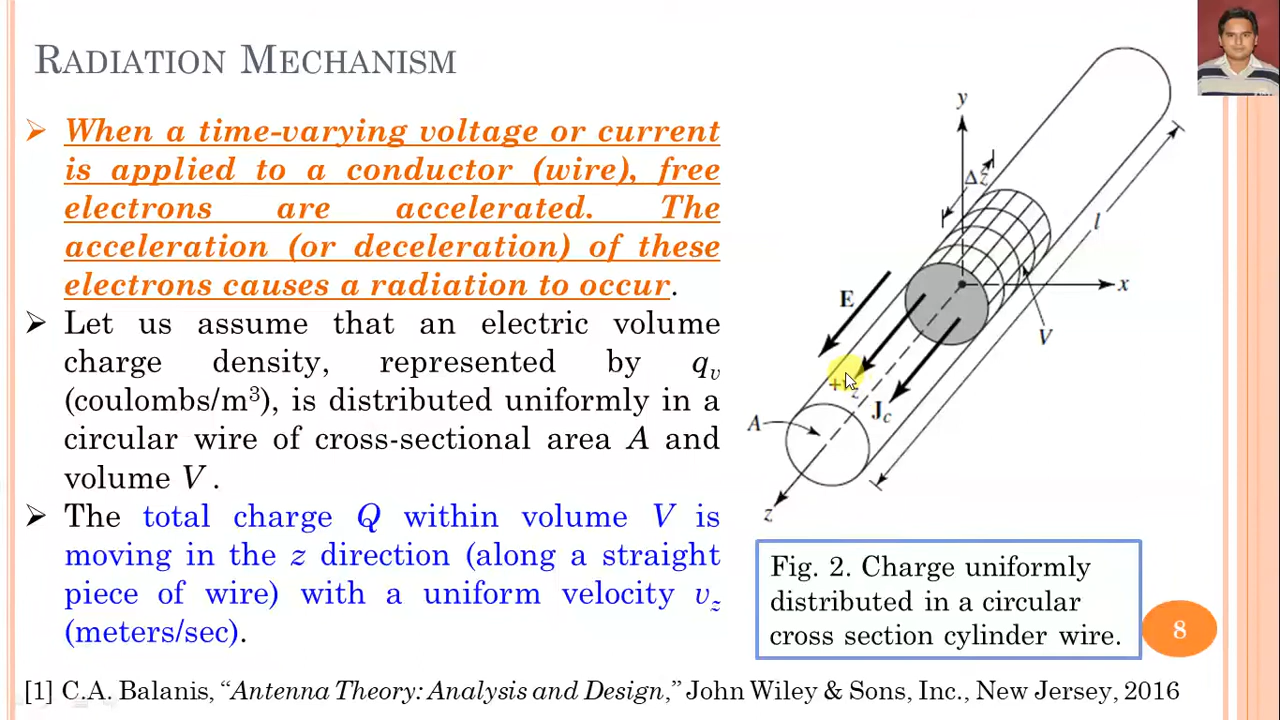 RADIATION MECHANISM
➢ When a time-varying voltage or current
is applied to a conductor (wire), free
electrons are accelerated. The
acceleration (or deceleration) of these
electrons causes a radiation to occur.
➢ Let us assume that an electric volume
charge density, represented by qᵥ
(coulombs/m³), is distributed uniformly in a
circular wire of cross-sectional area A and
volume V .
➢ The total charge Q within volume V is
moving in the z direction (along a straight
piece of wire) with a uniform velocity v_z
(meters/sec).
y
Δz
l
x
E
V
J_c
A
z
Fig. 2. Charge uniformly
distributed in a circular
cross section cylinder wire.
8
[1] C.A. Balanis, “Antenna Theory: Analysis and Design,” John Wiley & Sons, Inc., New Jersey, 2016